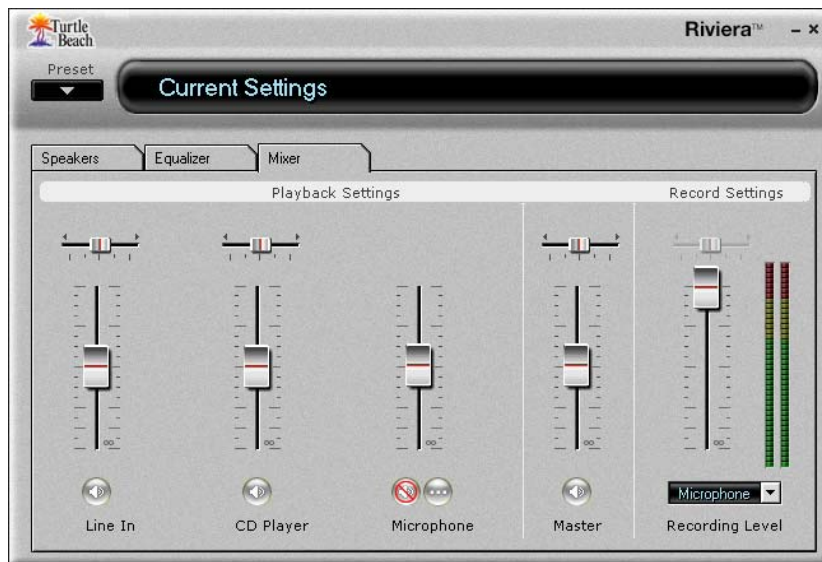 Turtle
Beach
Riviera™
Preset
Current Settings
Speakers
Equalizer
Mixer
Playback Settings
Record Settings
∞
∞
∞
∞
∞
Microphone
Line In
CD Player
Microphone
Master
Recording Level